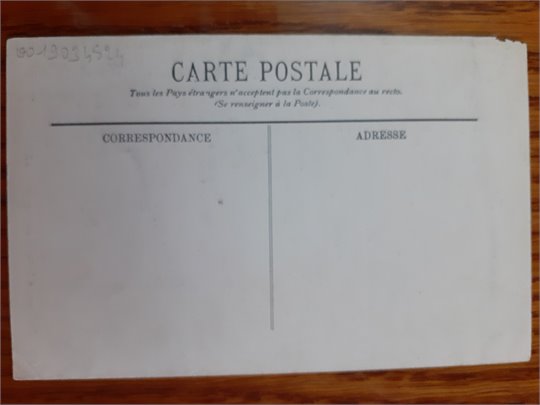 CARTE POSTALE
Tous les Pays étrangers n'acceptent pas la Correspondance au recto.
(Se renseigner à la Poste).
CORRESPONDANCE
ADRESSE